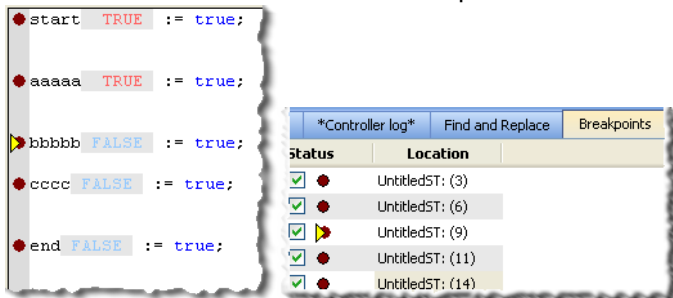 start TRUE := true;
aaaaa TRUE := true;
bbbbb FALSE := true;
cccc FALSE := true;
end FALSE := true;
*Controller log* Find and Replace Breakpoints
Status Location
UntitledST: (3)
UntitledST: (6)
UntitledST: (9)
UntitledST: (11)
UntitledST: (14)